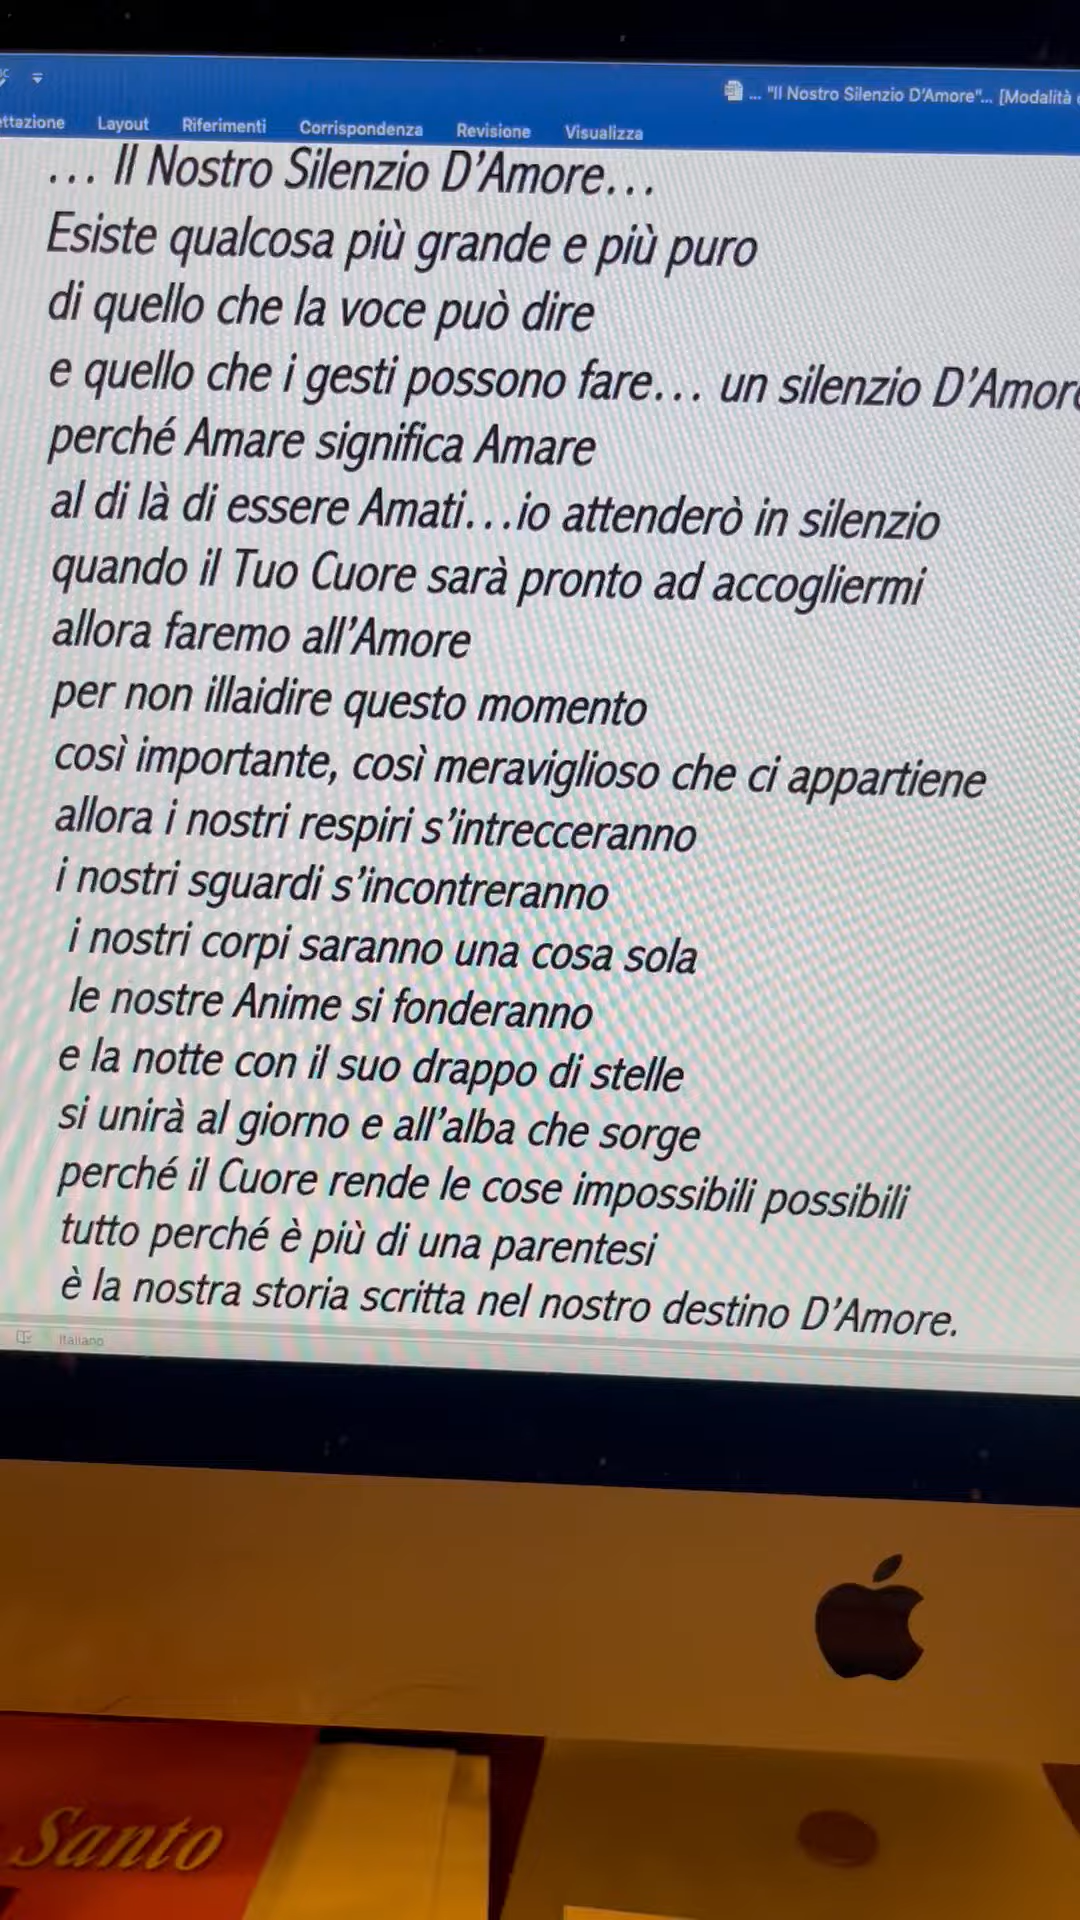 ... "Il Nostro Silenzio D'Amore"... [Modalità
Layout Riferimenti Corrispondenza Revisione Visualizza
... Il Nostro Silenzio D'Amore...
Esiste qualcosa più grande e più puro
di quello che la voce può dire
e quello che i gesti possono fare... un silenzio D'Amore
perché Amare significa Amare
al di là di essere Amati...io attenderò in silenzio
quando il Tuo Cuore sarà pronto ad accogliermi
allora faremo all'Amore
per non illaidire questo momento
così importante, così meraviglioso che ci appartiene
allora i nostri respiri s'intrecceranno
i nostri sguardi s'incontreranno
i nostri corpi saranno una cosa sola
le nostre Anime si fonderanno
e la notte con il suo drappo di stelle
si unirà al giorno e all'alba che sorge
perché il Cuore rende le cose impossibili possibili
tutto perché è più di una parentesi
è la nostra storia scritta nel nostro destino D'Amore.
Italiano
Santo